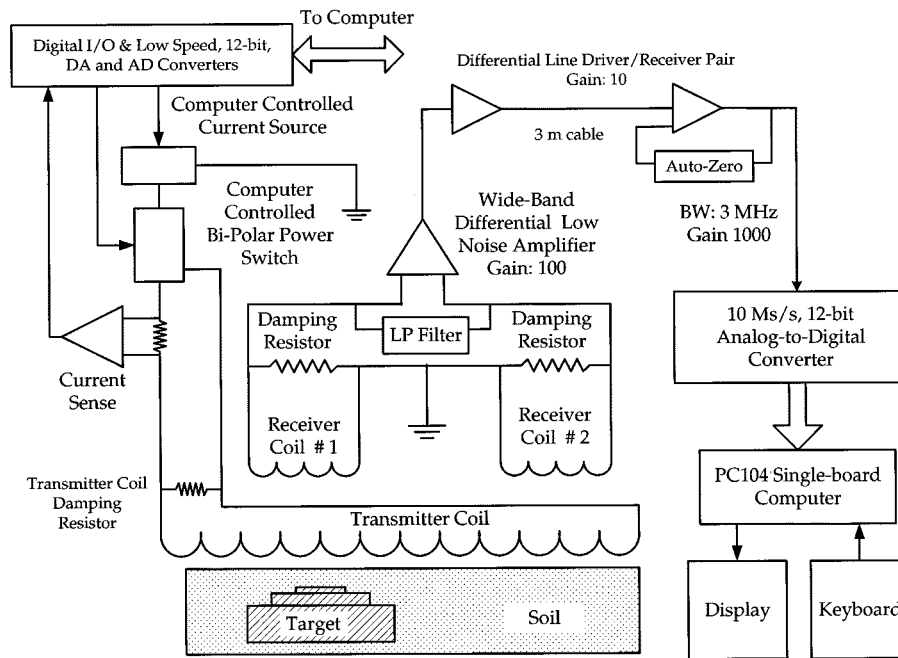 To Computer
Digital I/O & Low Speed, 12-bit,
DA and AD Converters
Differential Line Driver/Receiver Pair
Gain: 10
Computer Controlled
Current Source
3 m cable
Auto-Zero
Computer
Controlled
Bi-Polar Power
Switch
Wide-Band
Differential Low
Noise Amplifier
Gain: 100
BW: 3 MHz
Gain 1000
Damping
Resistor
LP Filter
Damping
Resistor
10 Ms/s, 12-bit
Analog-to-Digital
Converter
Current
Sense
Receiver
Coil #1
Receiver
Coil #2
PC104 Single-board
Computer
Transmitter Coil
Damping
Resistor
Transmitter Coil
Target
Soil
Display
Keyboard